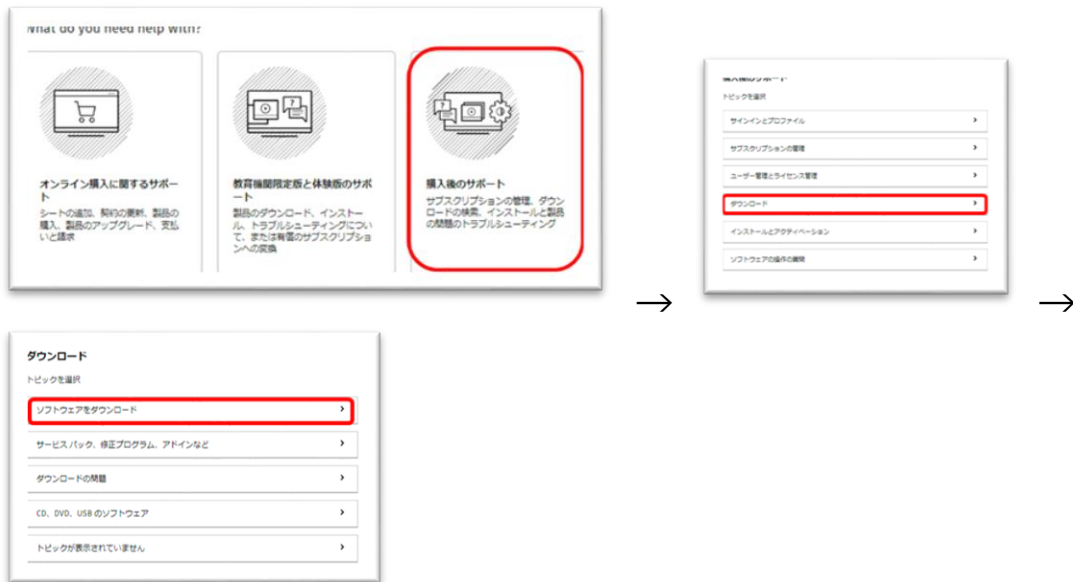 What do you need help with?
オンライン購入に関するサポー
ト
シートの追加、契約の更新、製品の
購入、製品のアップグレード、支払
いと請求
教育機関限定版と体験版のサポ
ート
製品のダウンロード、インストー
ル、トラブルシューティングについ
て、または有償のサブスクリプショ
ンへの変換
購入後のサポート
サブスクリプションの管理、ダウン
ロードの検索、インストールと製品
の問題のトラブルシューティング
→
購入後のサポート
トピックを選択
サインインとプロファイル
サブスクリプションの管理
ユーザー管理とライセンス管理
ダウンロード
インストールとアクティベーション
ソフトウェアの操作の質問
→
ダウンロード
トピックを選択
ソフトウェアをダウンロード
サービス パック、修正プログラム、アドインなど
ダウンロードの問題
CD、DVD、USB のソフトウェア
トピックが表示されていません